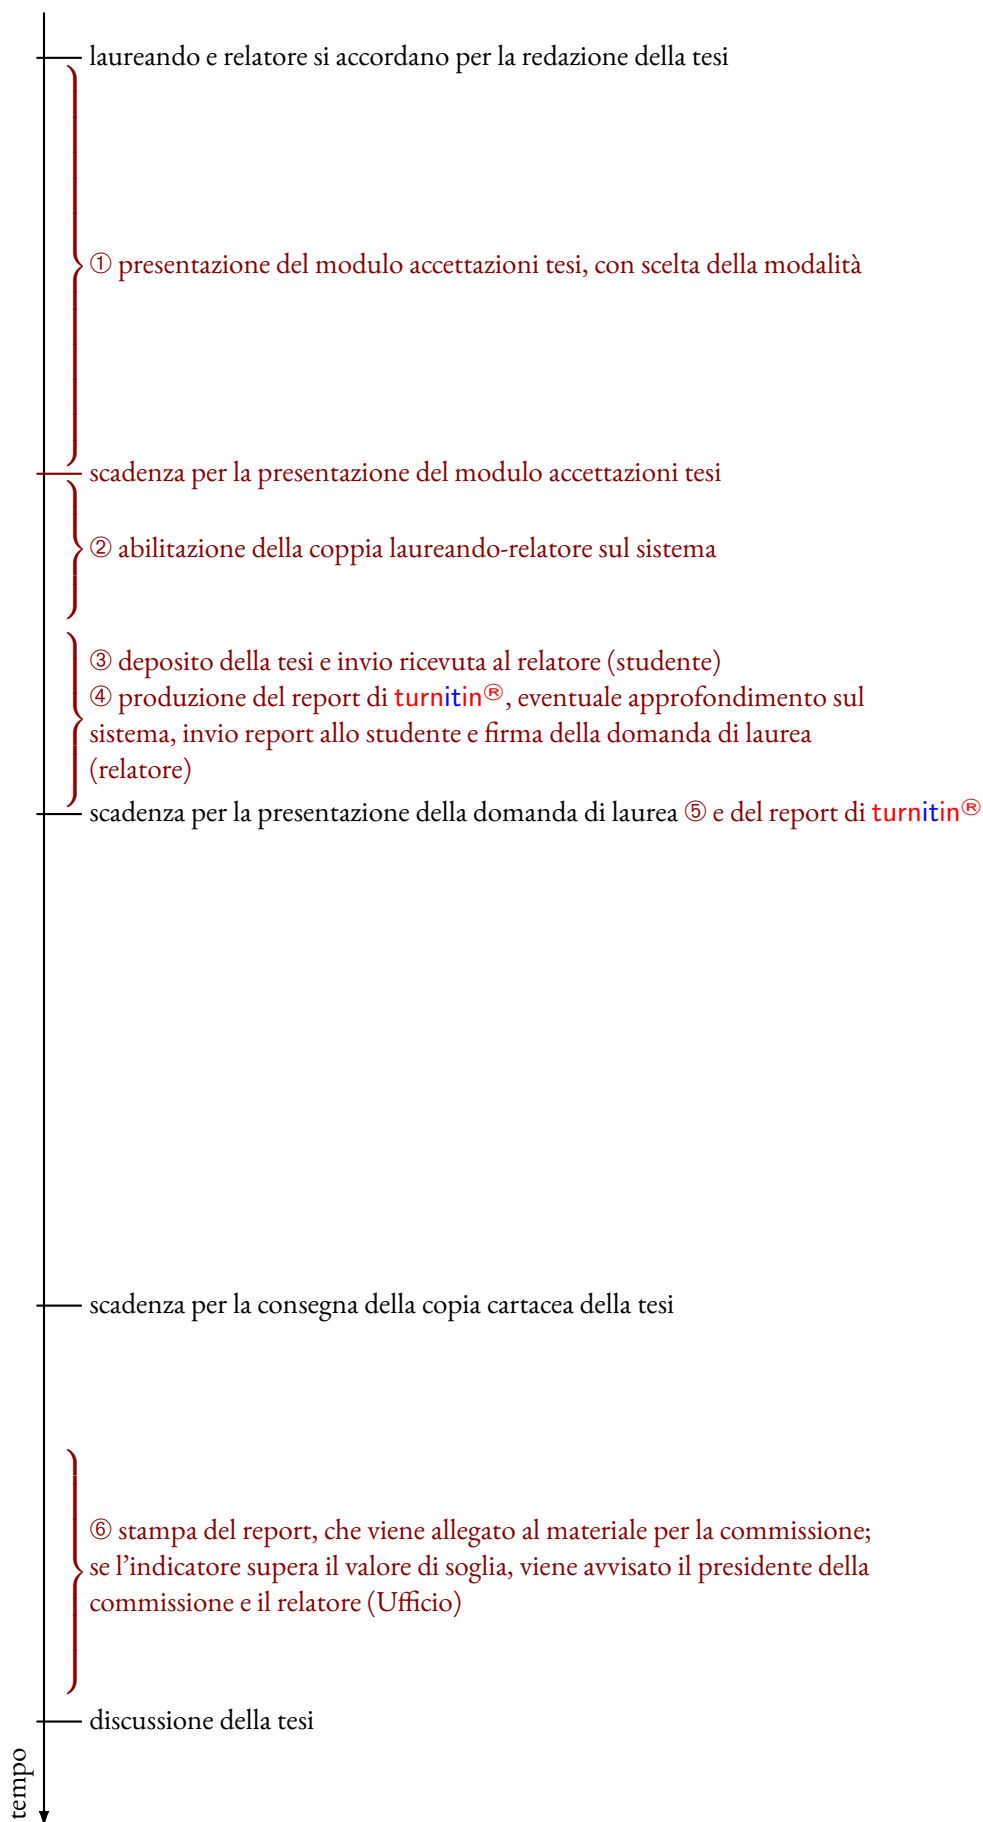 laureando e relatore si accordano per la redazione della tesi
① presentazione del modulo accettazioni tesi, con scelta della modalità
scadenza per la presentazione del modulo accettazioni tesi
② abilitazione della coppia laureando-relatore sul sistema
③ deposito della tesi e invio ricevuta al relatore (studente)
④ produzione del report di turnitin®, eventuale approfondimento sul
sistema, invio report allo studente e firma della domanda di laurea
(relatore)
scadenza per la presentazione della domanda di laurea ⑤ e del report di turnitin®
scadenza per la consegna della copia cartacea della tesi
⑥ stampa del report, che viene allegato al materiale per la commissione;
se l’indicatore supera il valore di soglia, viene avvisato il presidente della
commissione e il relatore (Ufficio)
discussione della tesi
tempo